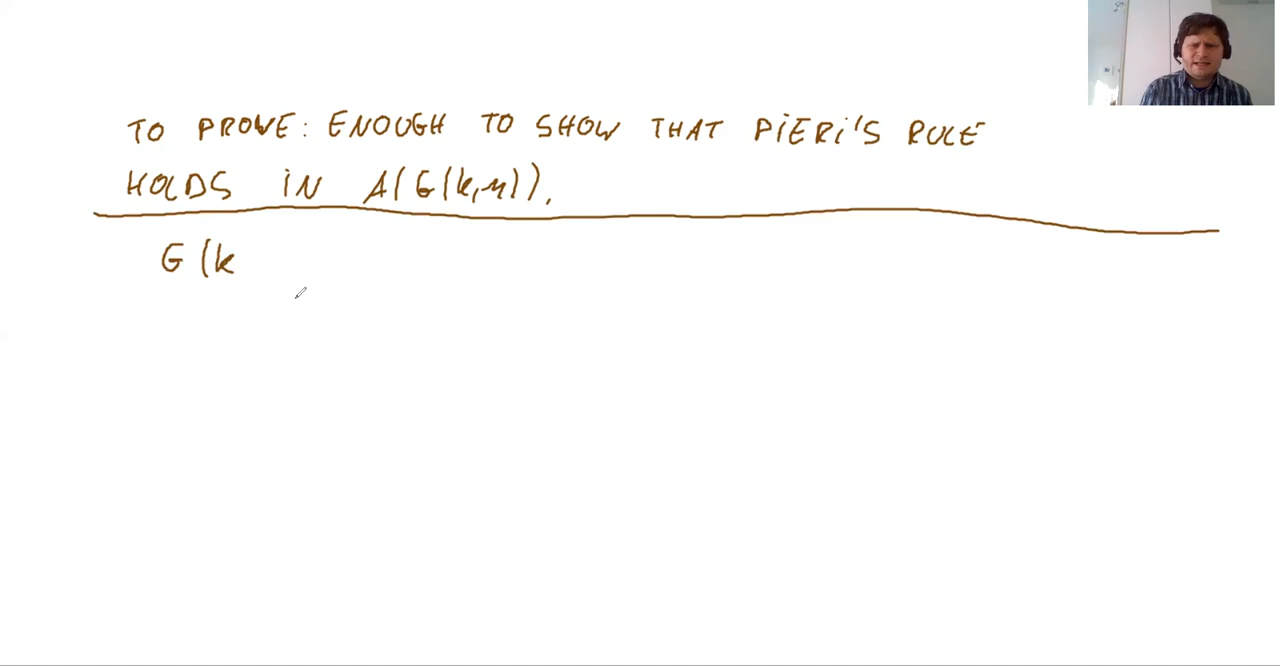 TO PROVE: ENOUGH TO SHOW THAT PIERI'S RULE
HOLDS IN A(G(k,n)).
G(k